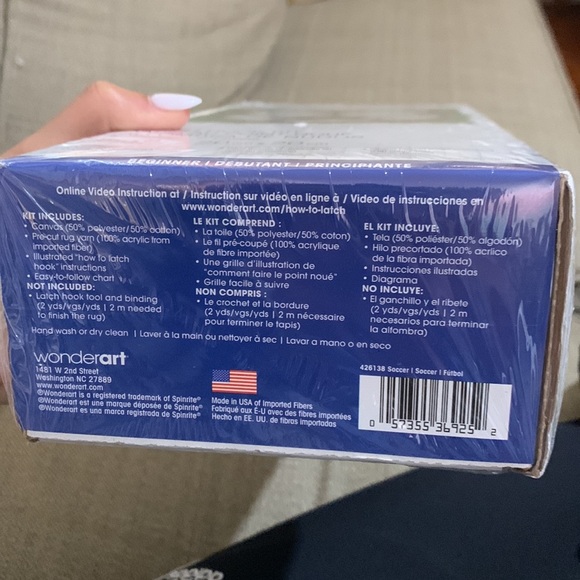 BEGINNER | DÉBUTANT | PRINCIPIANTE
Online Video Instruction at / Instruction sur vidéo en ligne à / Video de instrucciones en
www.wonderart.com/how-to-latch
KIT INCLUDES:
• Canvas (50% polyester/50% cotton)
• Pre-cut rug yarn (100% acrylic from
imported fiber)
• Illustrated "how to latch
hook" instructions
• Easy-to-follow chart
NOT INCLUDED:
• Latch hook tool and binding
(2 yds/vgs/yds | 2 m needed
to finish the rug)
LE KIT COMPREND :
• La toile (50% polyester/50% coton)
• Le fil pré-coupé (100% acrylique
de fibre importée)
• Une grille d'illustration de
"comment faire le point noué"
• Grille facile à suivre
NON COMPRIS :
• Le crochet et la bordure
(2 yds/vgs/yds | 2 m nécessaire
pour terminer le tapis)
EL KIT INCLUYE:
• Tela (50% poliéster/50% algodón)
• Hilo precortado (100% acrílico
de la fibra importada)
• Instrucciones ilustradas
• Diagrama
NO INCLUYE:
• El ganchillo y el ribete
(2 yds/vgs/yds | 2 m
necesarios para terminar
la alfombra)
Hand wash or dry clean | Laver à la main ou nettoyer à sec | Lavar a mano o en seco
wonderart
1481 W 2nd Street
Washington NC 27889
®Wonderart is a registered trademark of Spinrite®
®Wonderart est une marque déposée de Spinrite®
®Wonderart es una marca registrada de Spinrite®
Made in USA of Imported Fibers
Fabriqué aux É-U avec des fibres importées
Hecho en EE. UU. de fibras importadas
426138 Soccer | Soccer | Fútbol
0 57355 36925 2